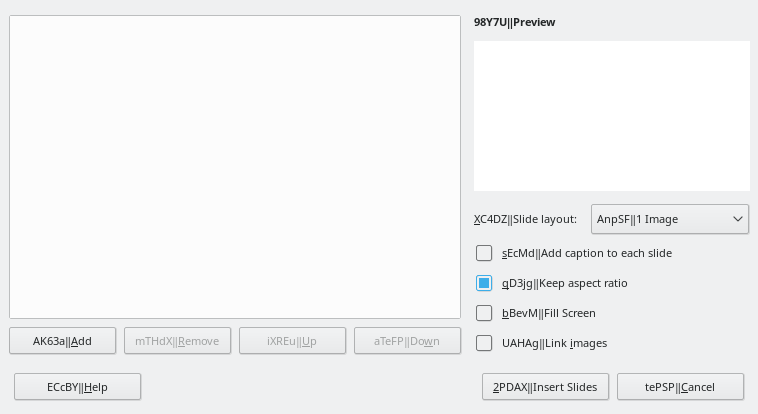 98Y7U||Preview
XC4DZ||Slide layout:
AnpSF||1 Image
sEcMd||Add caption to each slide
qD3jg||Keep aspect ratio
bBevM||Fill Screen
UAHAg||Link images
AK63a||Add
mTHdX||Remove
iXREu||Up
aTeFP||Down
ECcBY||Help
2PDAX||Insert Slides
tePSP||Cancel